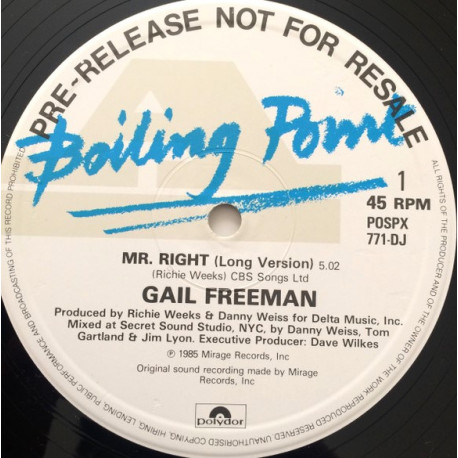 PRE-RELEASE NOT FOR RESALE
Boiling Point
1
45 RPM
POSPX
771-DJ
MR. RIGHT (Long Version) 5.02
(Richie Weeks) CBS Songs Ltd
GAIL FREEMAN
Produced by Richie Weeks & Danny Weiss for Delta Music, Inc.
Mixed at Secret Sound Studio, NYC, by Danny Weiss, Tom
Gartland & Jim Lyon. Executive Producer: Dave Wilkes
℗ 1985 Mirage Records, Inc
Original sound recording made by Mirage
Records, Inc
polydor
ALL RIGHTS OF THE PRODUCER AND OF THE OWNER OF THE WORK REPRODUCED RESERVED. UNAUTHORISED COPYING, HIRING, LENDING, PUBLIC PERFORMANCE AND BROADCASTING OF THIS RECORD PROHIBITED